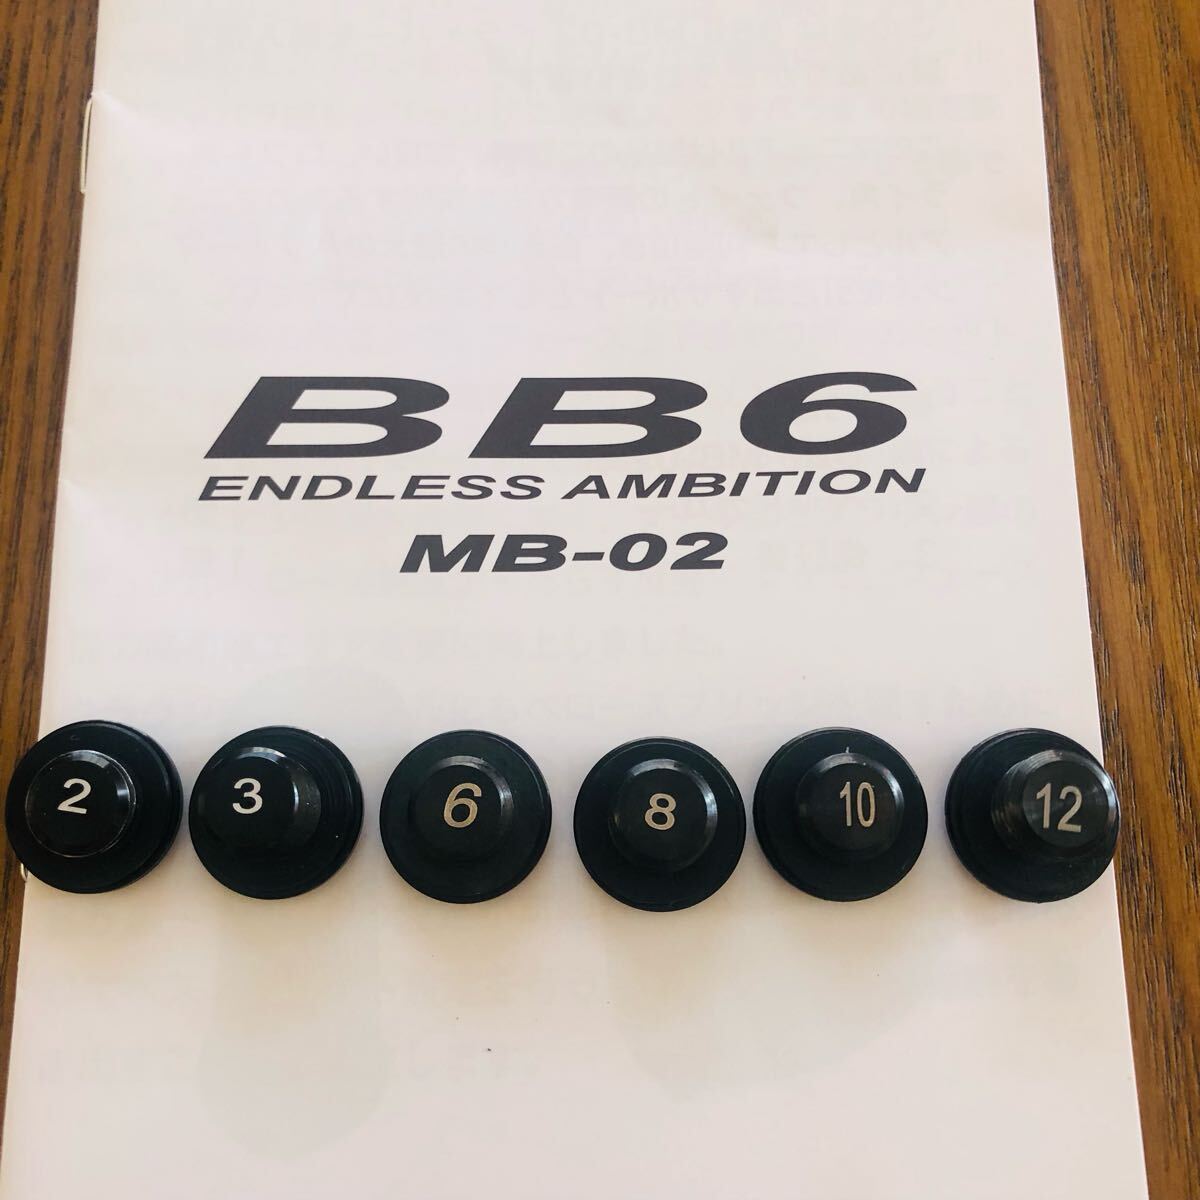 BB6
ENDLESS AMBITION
MB-02
2 3 6 8 10 12